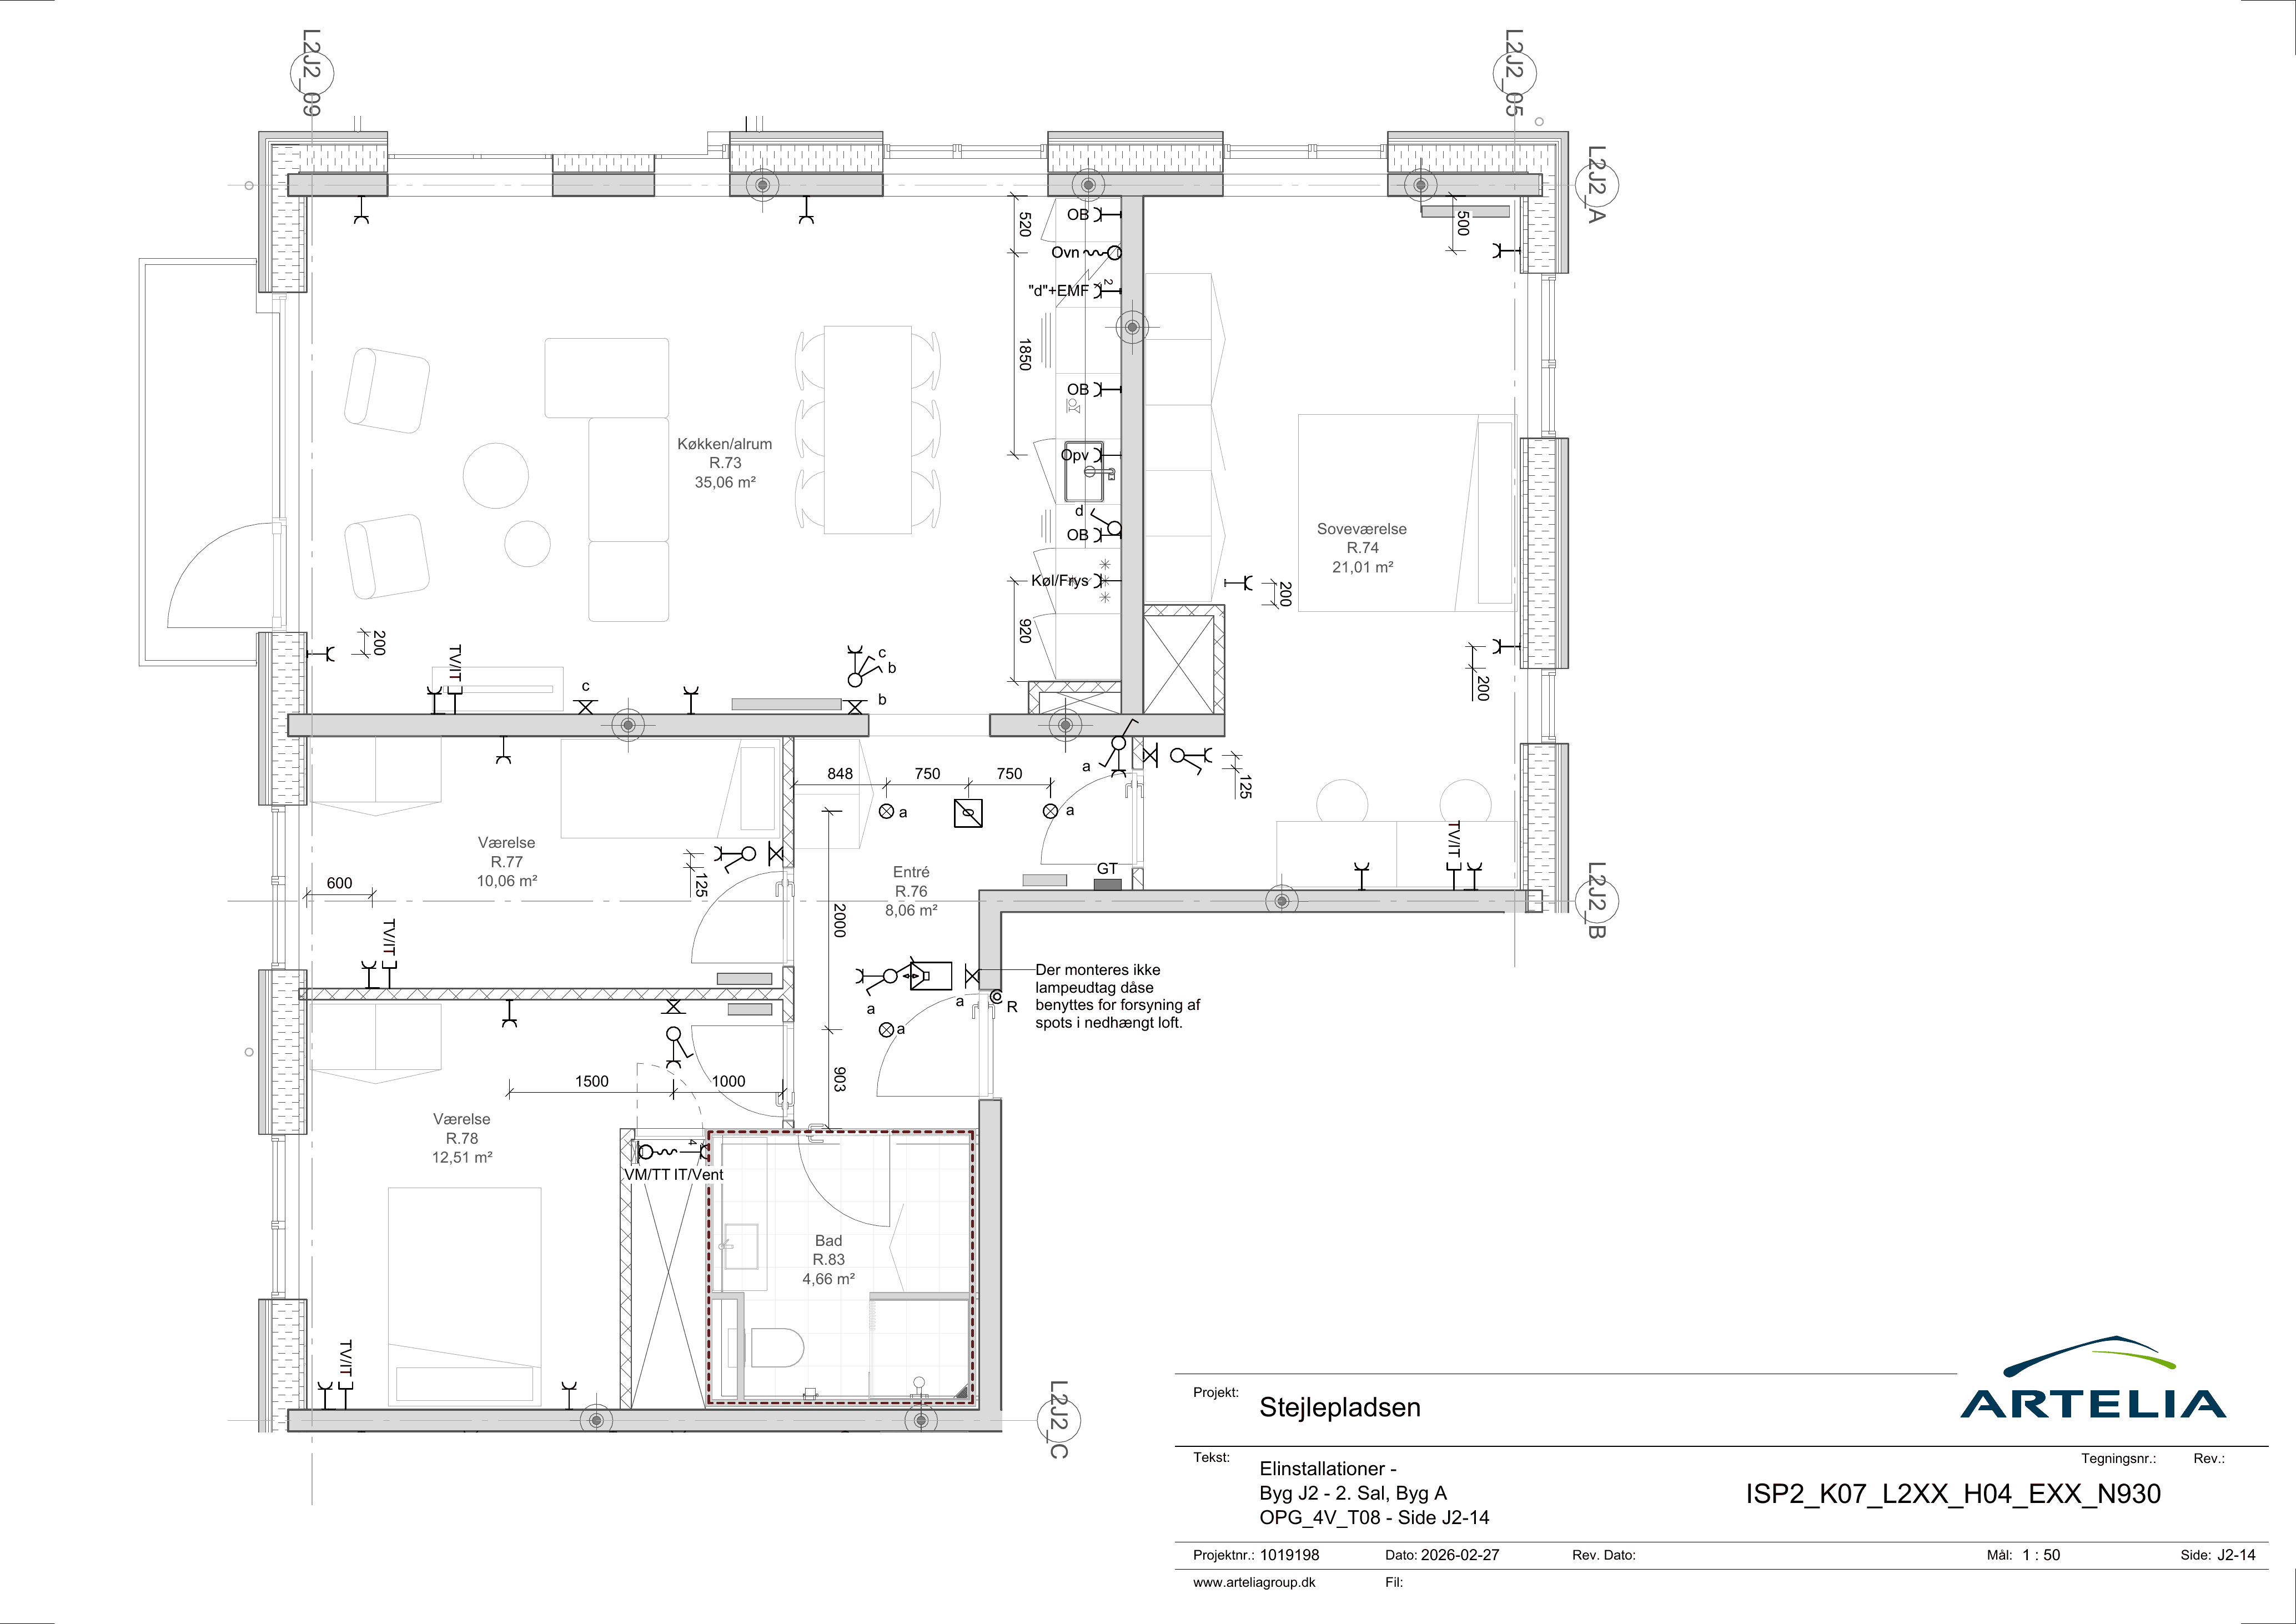 L2J2_09
L2J2_05
L2J2_A
520
OB
Ovn
2
"d"+EMF
500
1850
OB
Køkken/alrum
R.73
35,06 m²
Opv
d
OB
Soveværelse
R.74
21,01 m²
Køl/Frys
200
920
200
TV/IT
c
b
c
b
200
a
848
750
750
125
a
a
Værelse
R.77
10,06 m²
125
600
Entré
R.76
8,06 m²
GT
TV/IT
L2J2_B
2000
TV/IT
Der monteres ikke
lampeudtag dåse
benyttes for forsyning af
spots i nedhængt loft.
a
a
R
a
1500
1000
903
Værelse
R.78
12,51 m²
4
VM/TT IT/Vent
Bad
R.83
4,66 m²
TV/IT
L2J2_C
ARTELIA
Projekt:
Stejlepladsen
Tekst:
Elinstallationer -
Byg J2 - 2. Sal, Byg A
OPG_4V_T08 - Side J2-14
Tegningsnr.:
Rev.:
ISP2_K07_L2XX_H04_EXX_N930
Projektnr.: 1019198
Dato: 2026-02-27
Rev. Dato:
Mål: 1 : 50
Side: J2-14
www.arteliagroup.dk
Fil: